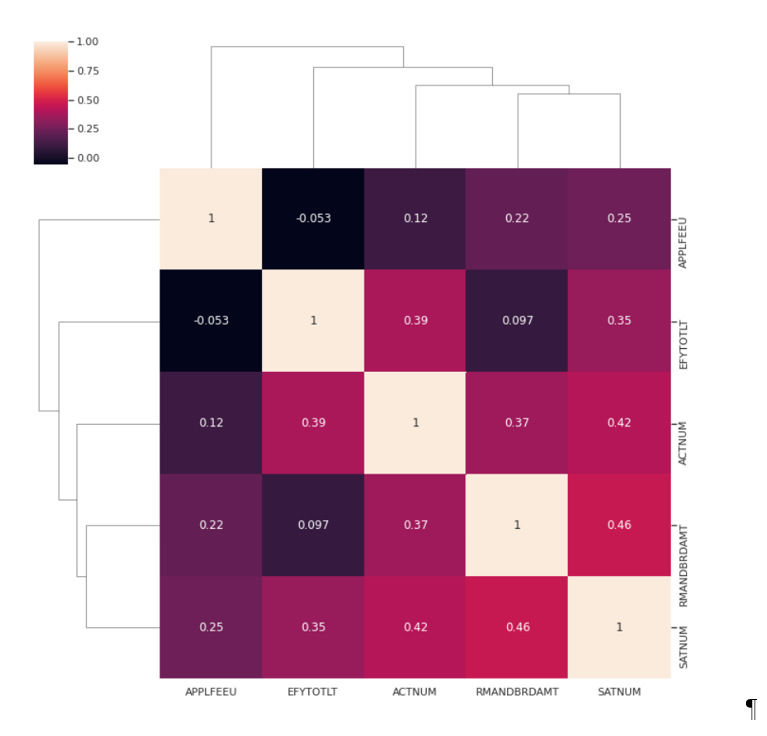 1.00
0.75
0.50
0.25
0.00
1 -0.053 0.12 0.22 0.25
APPLFEEU
-0.053 1 0.39 0.097 0.35
EFYTOTLT
0.12 0.39 1 0.37 0.42
ACTNUM
0.22 0.097 0.37 1 0.46
RMANDBRDAMT
0.25 0.35 0.42 0.46 1
SATNUM
APPLFEEU EFYTOTLT ACTNUM RMANDBRDAMT SATNUM
¶